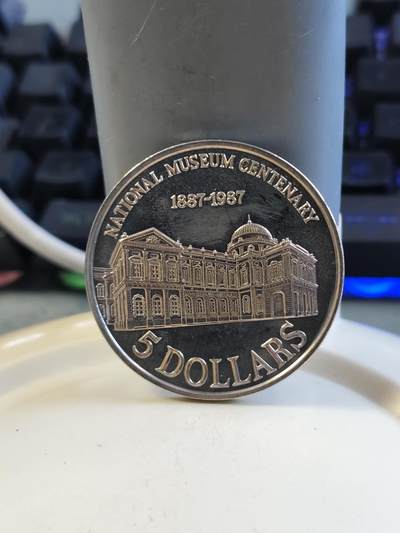 NATIONAL MUSEUM CENTENARY
1887-1987
5 DOLLARS